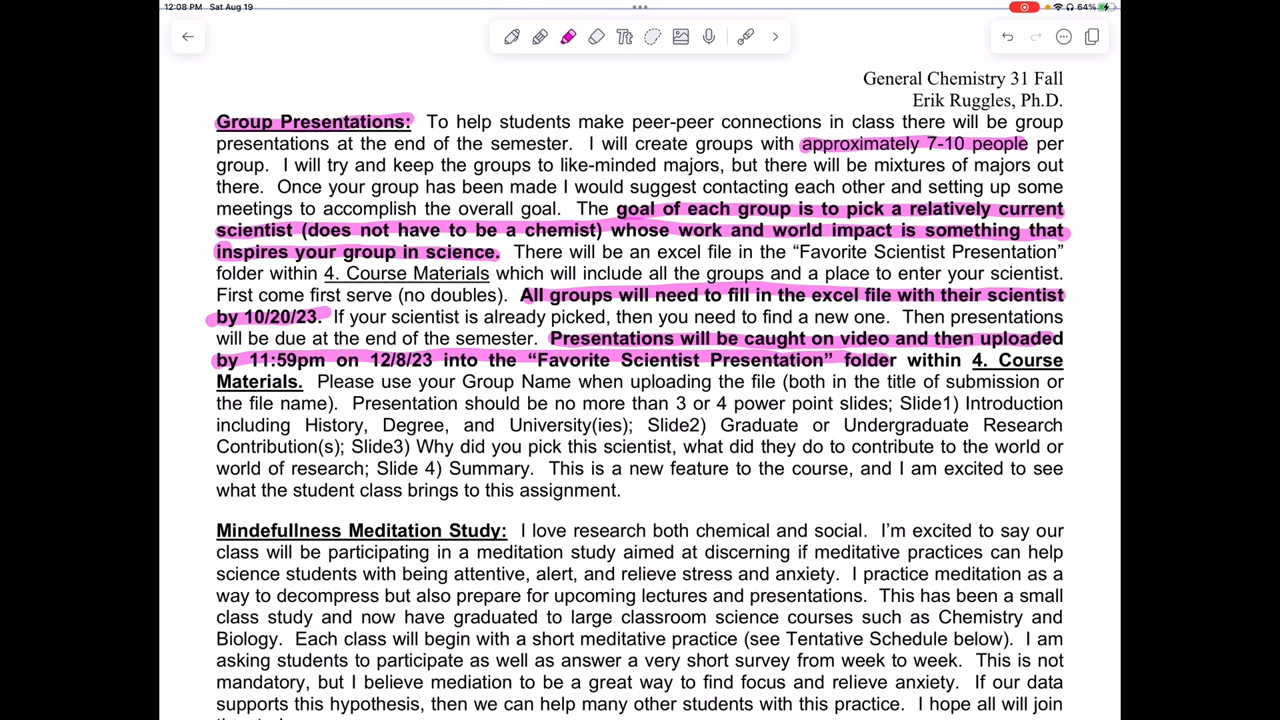 12:08 PM Sat Aug 19
64%
Tt
General Chemistry 31 Fall
Erik Ruggles, Ph.D.
Group Presentations: To help students make peer-peer connections in class there will be group
presentations at the end of the semester. I will create groups with approximately 7-10 people per
group. I will try and keep the groups to like-minded majors, but there will be mixtures of majors out
there. Once your group has been made I would suggest contacting each other and setting up some
meetings to accomplish the overall goal. The goal of each group is to pick a relatively current
scientist (does not have to be a chemist) whose work and world impact is something that
inspires your group in science. There will be an excel file in the “Favorite Scientist Presentation”
folder within 4. Course Materials which will include all the groups and a place to enter your scientist.
First come first serve (no doubles). All groups will need to fill in the excel file with their scientist
by 10/20/23. If your scientist is already picked, then you need to find a new one. Then presentations
will be due at the end of the semester. Presentations will be caught on video and then uploaded
by 11:59pm on 12/8/23 into the “Favorite Scientist Presentation” folder within 4. Course
Materials. Please use your Group Name when uploading the file (both in the title of submission or
the file name). Presentation should be no more than 3 or 4 power point slides; Slide1) Introduction
including History, Degree, and University(ies); Slide2) Graduate or Undergraduate Research
Contribution(s); Slide3) Why did you pick this scientist, what did they do to contribute to the world or
world of research; Slide 4) Summary. This is a new feature to the course, and I am excited to see
what the student class brings to this assignment.
Mindefullness Meditation Study: I love research both chemical and social. I’m excited to say our
class will be participating in a meditation study aimed at discerning if meditative practices can help
science students with being attentive, alert, and relieve stress and anxiety. I practice meditation as a
way to decompress but also prepare for upcoming lectures and presentations. This has been a small
class study and now have graduated to large classroom science courses such as Chemistry and
Biology. Each class will begin with a short meditative practice (see Tentative Schedule below). I am
asking students to participate as well as answer a very short survey from week to week. This is not
mandatory, but I believe mediation to be a great way to find focus and relieve anxiety. If our data
supports this hypothesis, then we can help many other students with this practice. I hope all will join